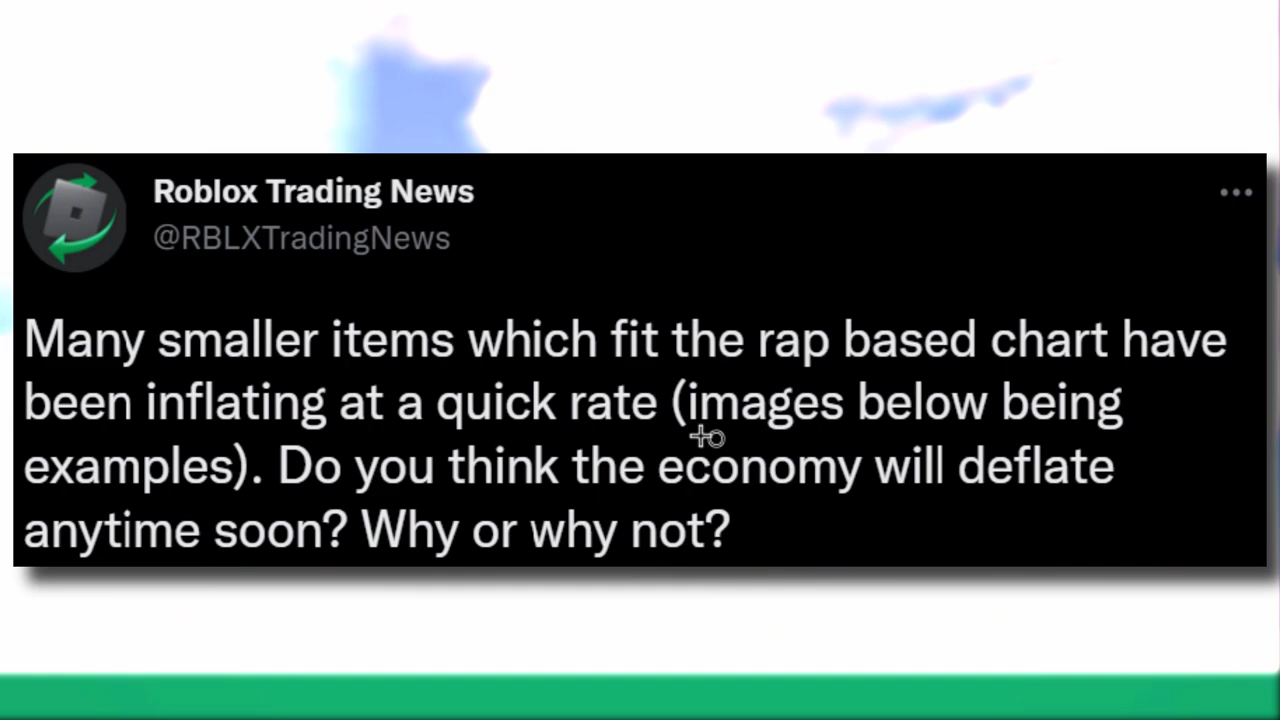 Roblox Trading News
@RBLXTradingNews
Many smaller items which fit the rap based chart have
been inflating at a quick rate (images below being
examples). Do you think the economy will deflate
anytime soon? Why or why not?